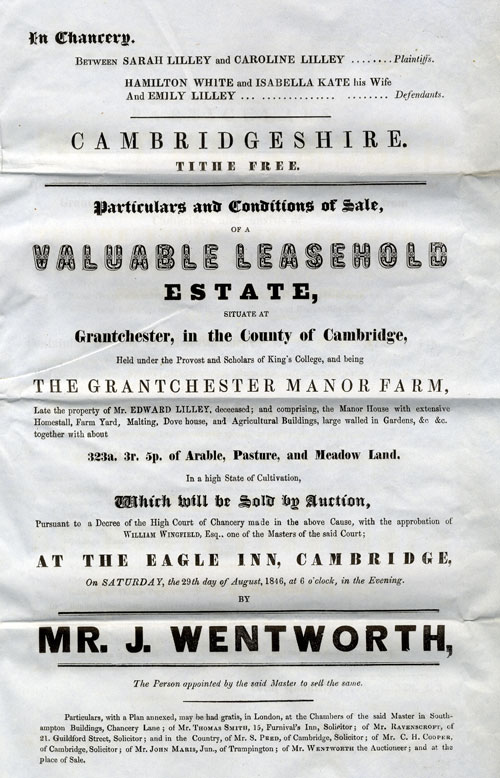 In Chancery.
BETWEEN SARAH LILLEY and CAROLINE LILLEY ........Plaintiffs.
HAMILTON WHITE and ISABELLA KATE his Wife
And EMILY LILLEY ... ................ ........ Defendants.
CAMBRIDGESHIRE.
TITHE FREE.
Particulars and Conditions of Sale,
OF A
VALUABLE LEASEHOLD
ESTATE,
SITUATE AT
Grantchester, in the County of Cambridge,
Held under the Provost and Scholars of King's College, and being
THE GRANTCHESTER MANOR FARM,
Late the property of Mr. EDWARD LILLEY, deceased; and comprising, the Manor House with extensive
Homestall, Farm Yard, Malting, Dove house, and Agricultural Buildings, large walled in Gardens, &c &c.
together with about
323a. 3r. 5p. of Arable, Pasture, and Meadow Land.
In a high State of Cultivation,
Which will be Sold by Auction,
Pursuant to a Decree of the High Court of Chancery made in the above Cause, with the approbation of
WILLIAM WINGFIELD, Esq., one of the Masters of the said Court;
AT THE EAGLE INN, CAMBRIDGE,
On SATURDAY, the 29th day of August, 1846, at 6 o'clock, in the Evening.
BY
MR. J. WENTWORTH,
The Person appointed by the said Master to sell the same.
Particulars, with a Plan annexed, may be had gratis, in London, at the Chambers of the said Master in South-
ampton Buildings, Chancery Lane; of Mr. THOMAS SMITH, 15, Furnival's Inn, Solicitor; of Mr. RAVENSCROFT, of
21. Guildford Street, Solicitor; and in the Country, of Mr. S. PEED, of Cambridge, Solicitor; of Mr. C. H. COOPER,
of Cambridge, Solicitor; of Mr. JOHN MARIS, Jun., of Trumpington; of Mr. WENTWORTH the Auctioneer; and at the
place of Sale.